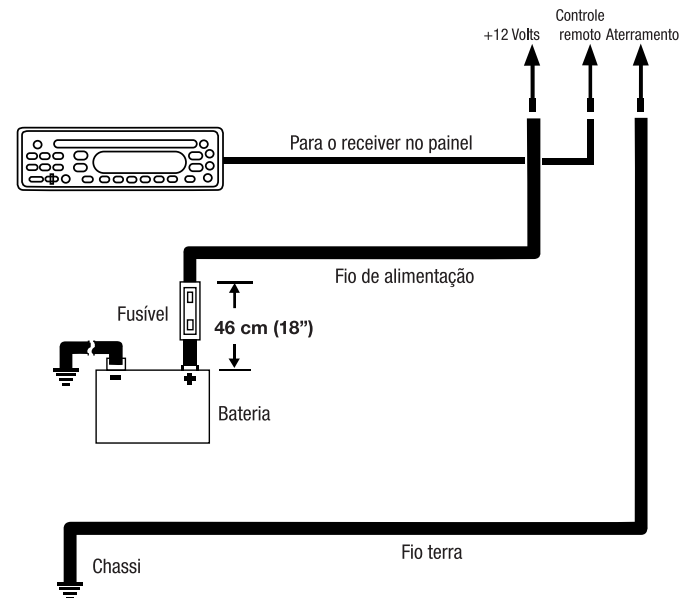 Controle
+12 Volts remoto Aterramento
Para o receiver no painel
Fio de alimentação
Fusível
46 cm (18”)
Bateria
Fio terra
Chassi